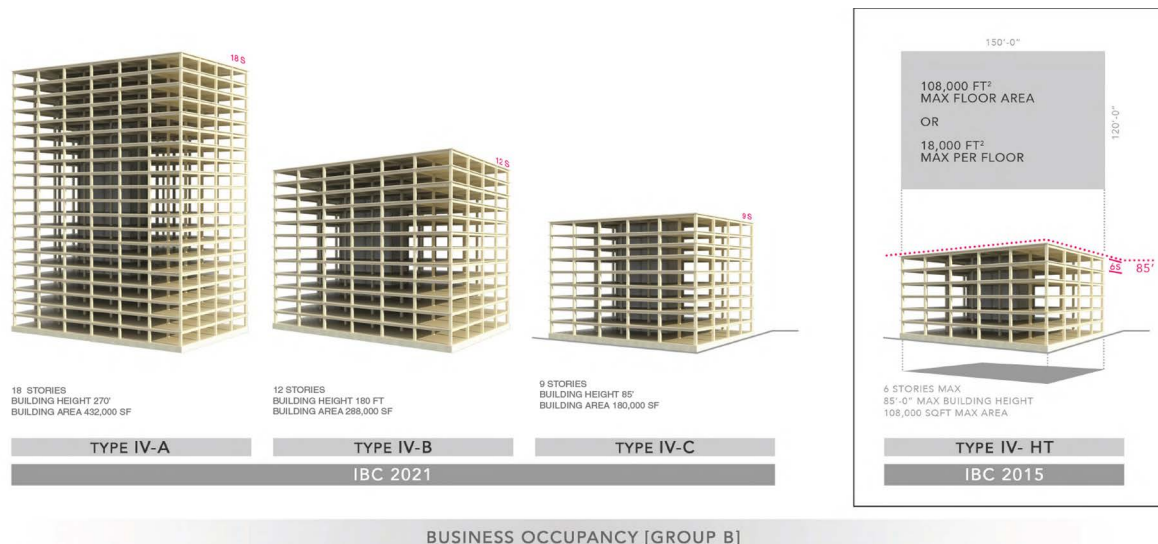 18 S
12 S
9 S
150'-0"
108,000 FT²
MAX FLOOR AREA
OR
18,000 FT²
MAX PER FLOOR
120'-0"
6S
85'
18 STORIES
BUILDING HEIGHT 270'
BUILDING AREA 432,000 SF
12 STORIES
BUILDING HEIGHT 180 FT
BUILDING AREA 288,000 SF
9 STORIES
BUILDING HEIGHT 85'
BUILDING AREA 180,000 SF
6 STORIES MAX
85'-0" MAX BUILDING HEIGHT
108,000 SQFT MAX AREA
TYPE IV-A
TYPE IV-B
TYPE IV-C
TYPE IV- HT
IBC 2021
IBC 2015
BUSINESS OCCUPANCY [GROUP B]